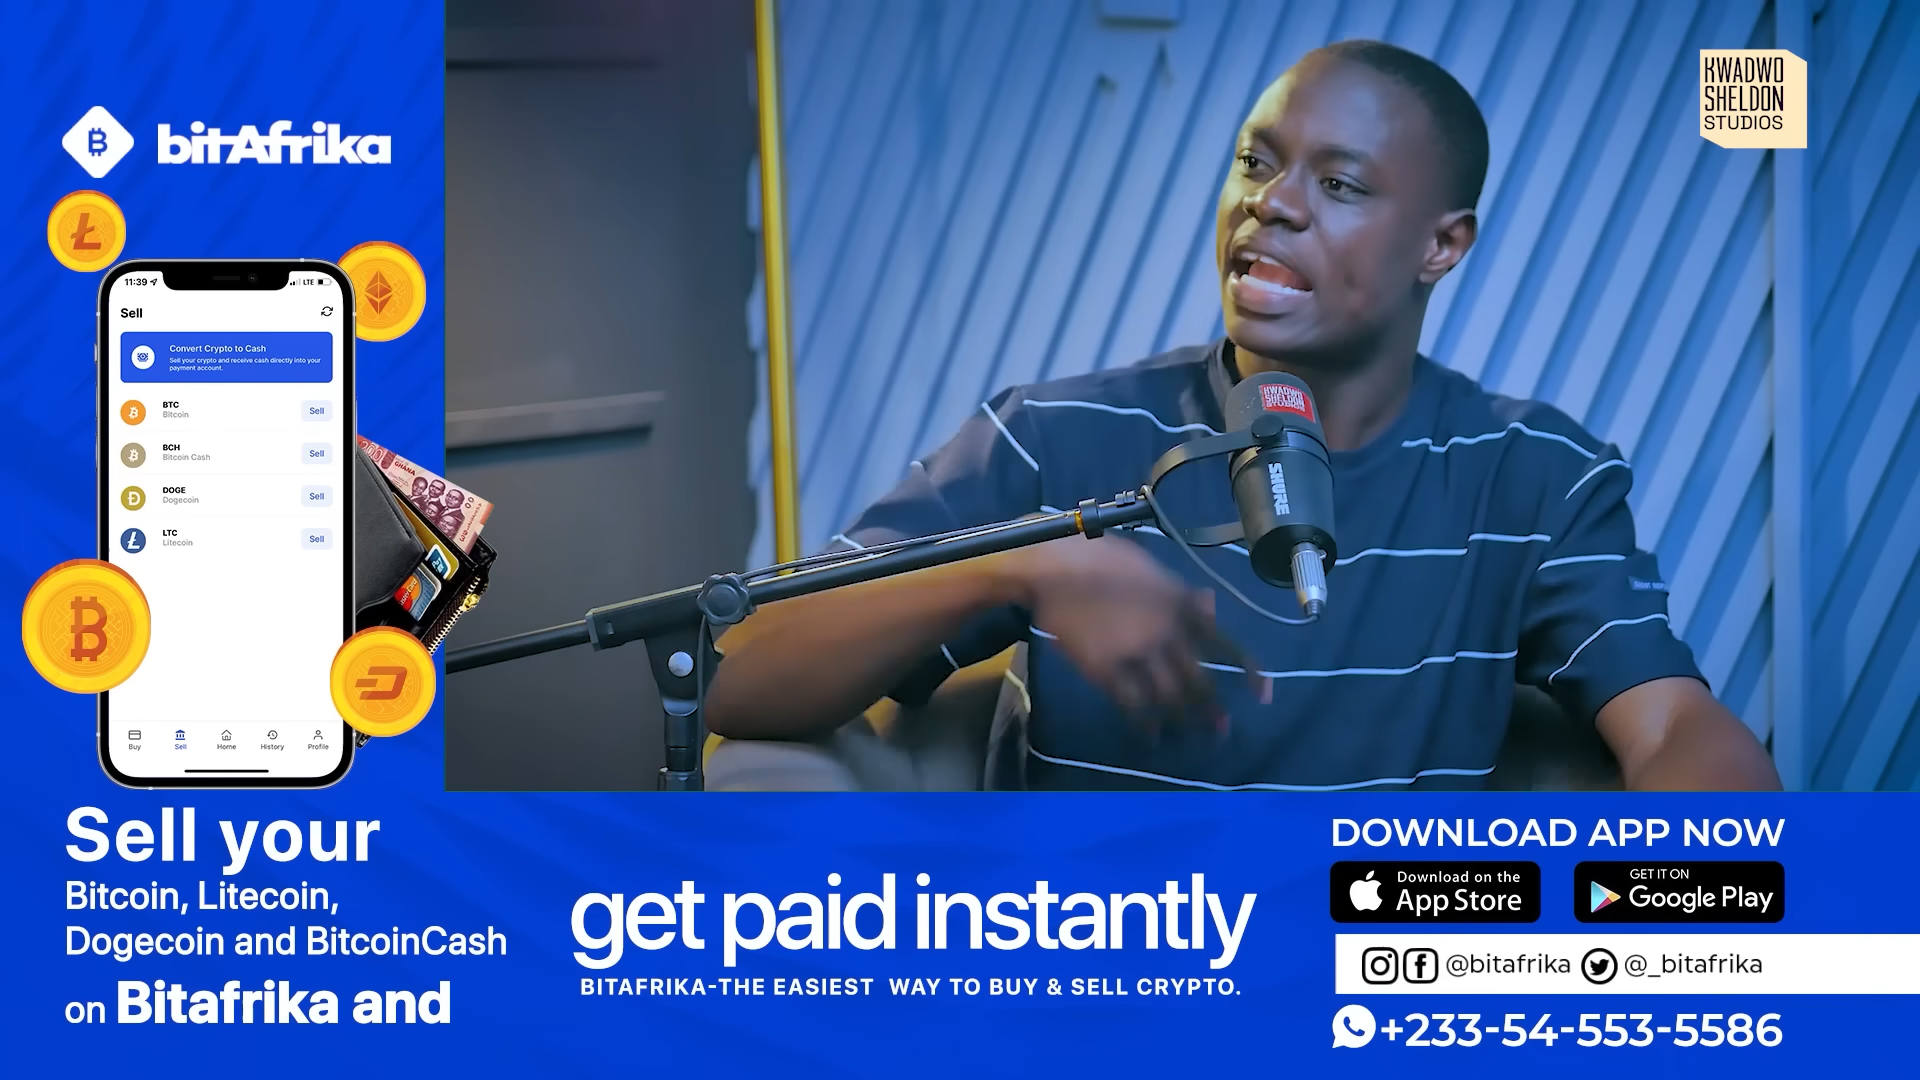 bitAfrika
11:39
LTE
Sell
Convert Crypto to Cash
Sell your crypto and receive cash directly into your
payment account.
BTC
Bitcoin
Sell
BCH
Bitcoin Cash
Sell
DOGE
Dogecoin
Sell
LTC
Litecoin
Sell
Buy
Sell
Home
History
Profile
GHANA
KWADWO
SHELDON
STUDIOS
KWADWO
SHELDON
SHURE
Sell your
Bitcoin, Litecoin,
Dogecoin and BitcoinCash
on Bitafrika and
get paid instantly
BITAFRIKA-THE EASIEST WAY TO BUY & SELL CRYPTO.
DOWNLOAD APP NOW
Download on the
App Store
GET IT ON
Google Play
@bitafrika @_bitafrika
+233-54-553-5586